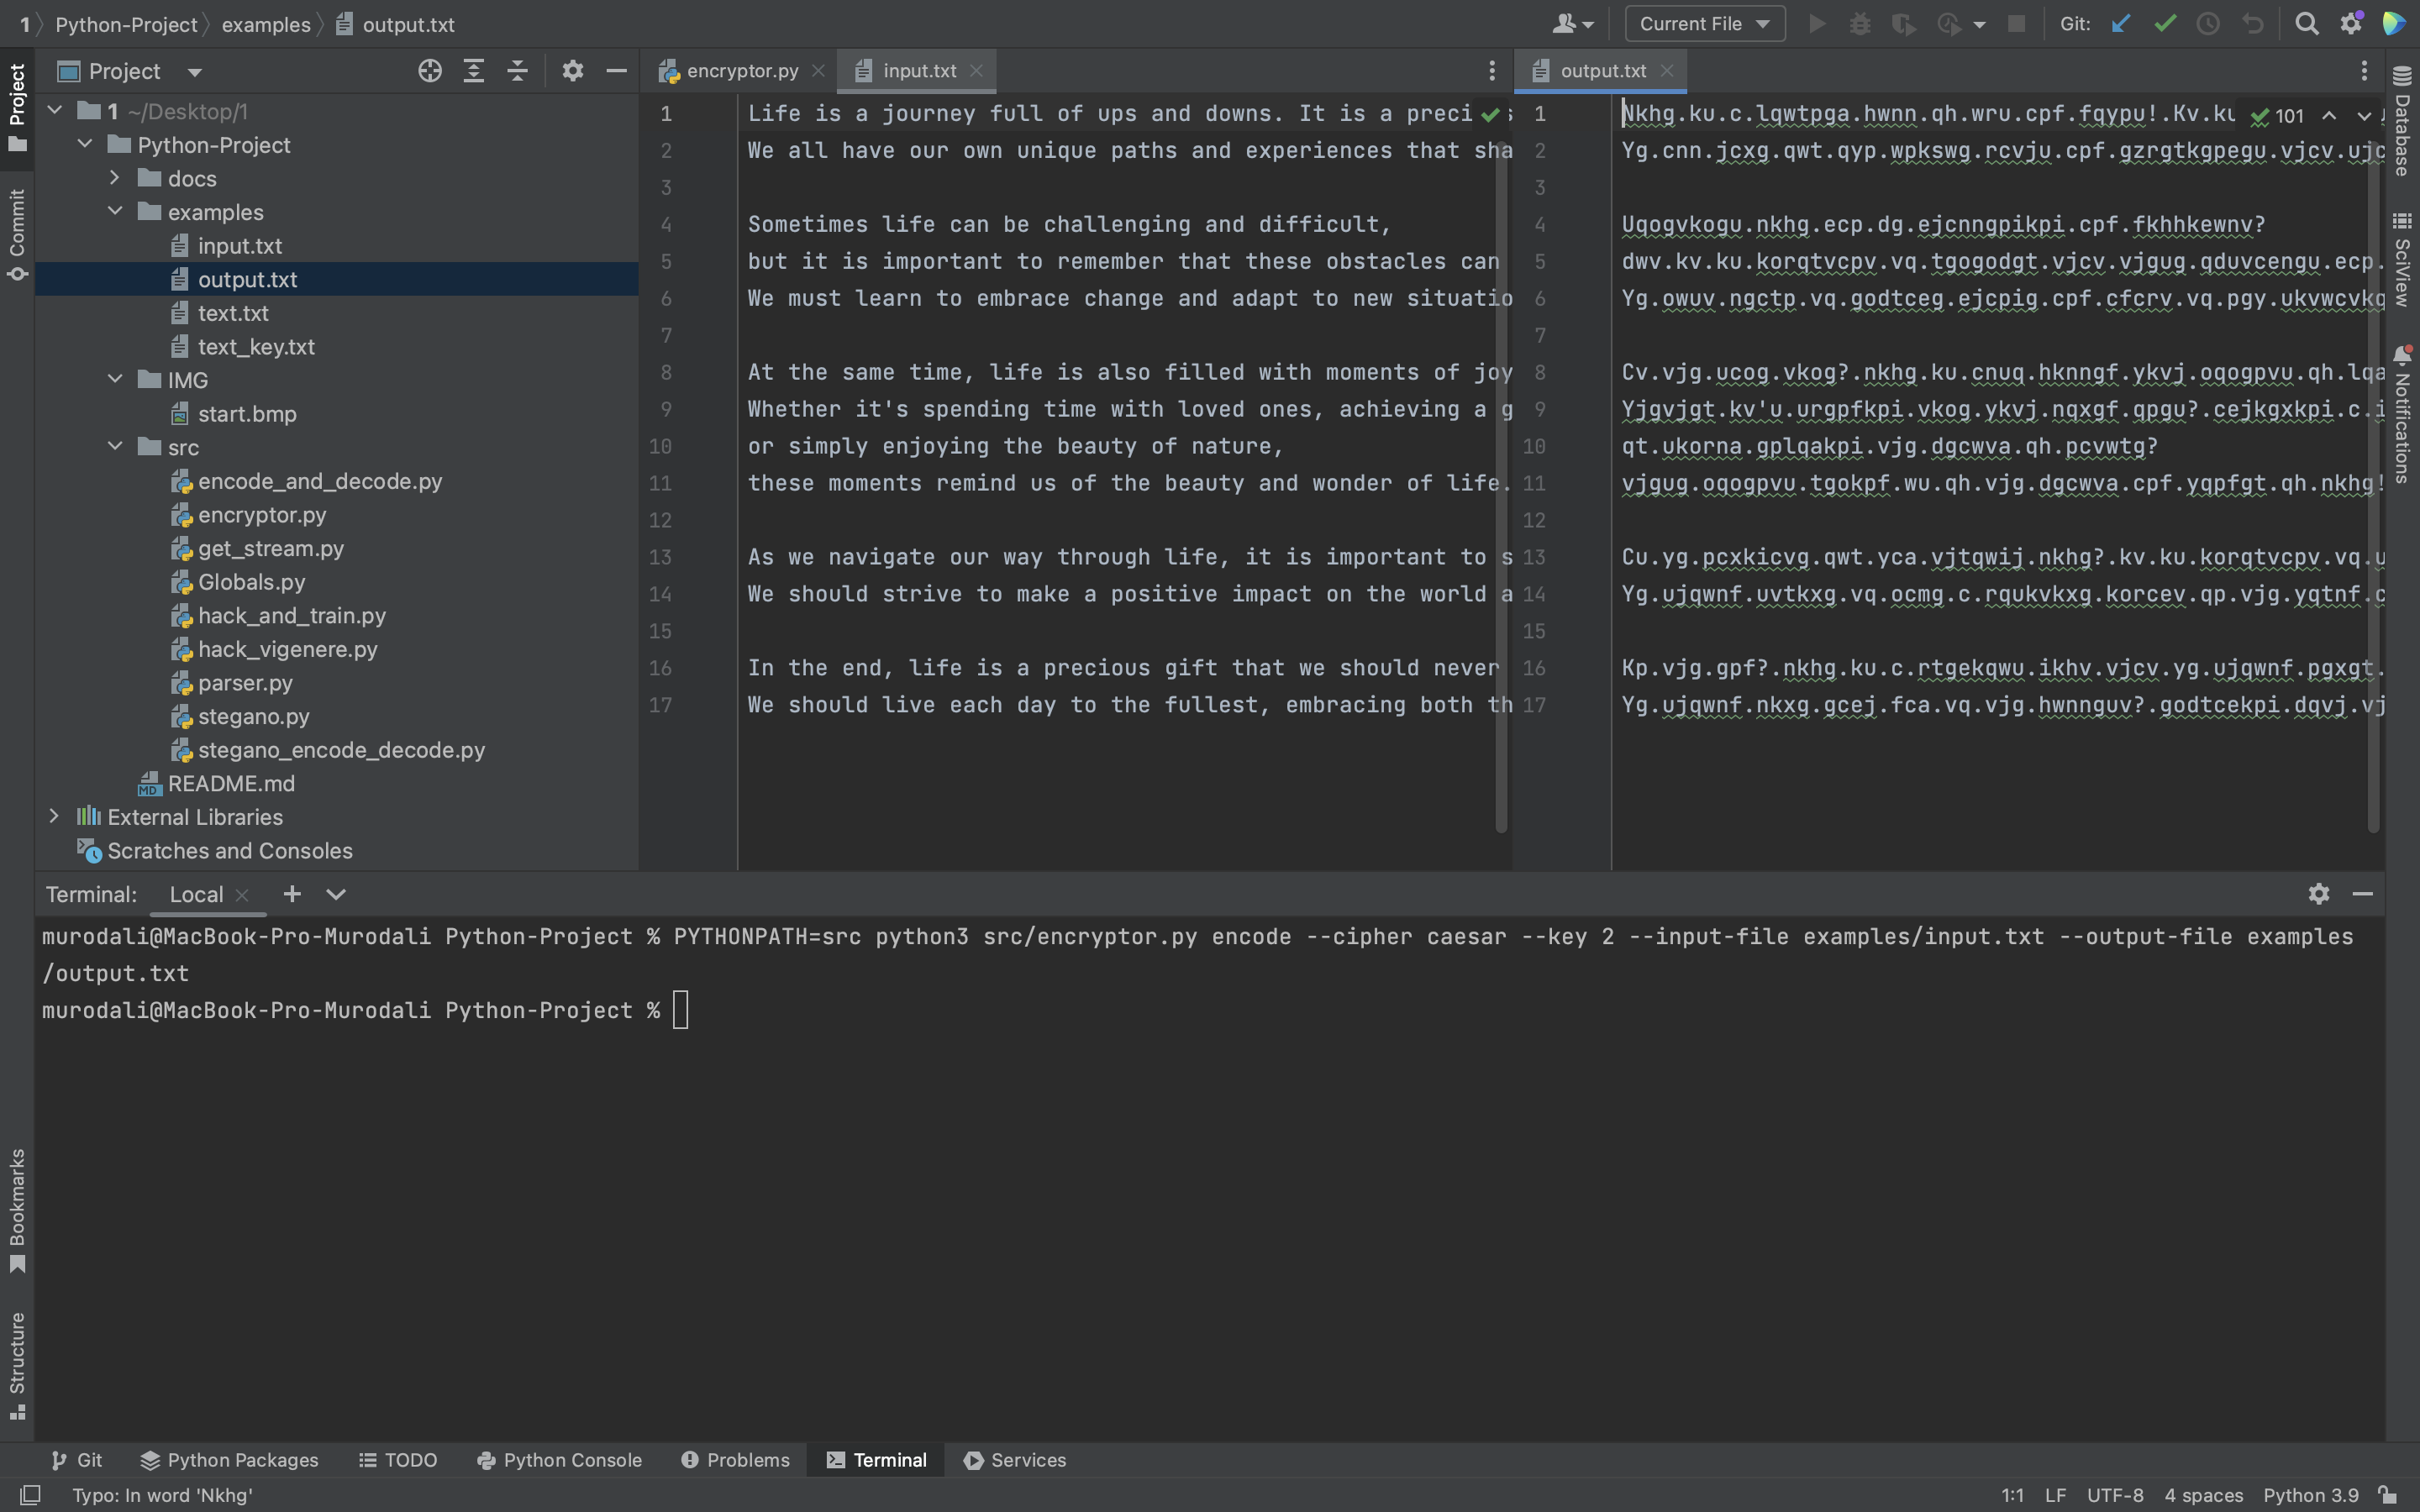 1 Python-Project examples output.txt
Current File
Git:
Project
encryptor.py
input.txt
output.txt
1 ~/Desktop/1
Python-Project
docs
examples
input.txt
output.txt
text.txt
text_key.txt
IMG
start.bmp
src
encode_and_decode.py
encryptor.py
get_stream.py
Globals.py
hack_and_train.py
hack_vigenere.py
parser.py
stegano.py
stegano_encode_decode.py
MD README.md
External Libraries
Scratches and Consoles
1 Life is a journey full of ups and downs. It is a preci
2 We all have our own unique paths and experiences that sha
3
4 Sometimes life can be challenging and difficult,
5 but it is important to remember that these obstacles can
6 We must learn to embrace change and adapt to new situatio
7
8 At the same time, life is also filled with moments of joy
9 Whether it's spending time with loved ones, achieving a g
10 or simply enjoying the beauty of nature,
11 these moments remind us of the beauty and wonder of life.
12
13 As we navigate our way through life, it is important to s
14 We should strive to make a positive impact on the world a
15
16 In the end, life is a precious gift that we should never
17 We should live each day to the fullest, embracing both th
1 Nkhg.ku.c.lqwtpga.hwnn.qh.wru.cpf.fqypu!.Kv.ku
101
2 Yg.cnn.jcxg.qwt.qyp.wpkswg.rcvju.cpf.gzrgtkgpegu.vjcv.ujc
3
4 Uqogvkogu.nkhg.ecp.dg.ejcnngpikpi.cpf.fkhhkewnv?
5 dwv.kv.ku.korqtvcpv.vq.tgogodgt.vjcv.vjgug.qduvcengu.ecp.
6 Yg.owuv.ngctp.vq.godtceg.ejcpig.cpf.cfcrv.vq.pgy.ukvwcvkq
7
8 Cv.vjg.ucog.vkog?.nkhg.ku.cnuq.hknngf.ykvj.oqogpvu.qh.lqa
9 Yjgvjgt.kv'u.urgpfkpi.vkog.ykvj.nqxgf.qpgu?.cejkgxkpi.c.i
10 qt.ukorna.gplqakpi.vjg.dgcwva.qh.pcvwtg?
11 vjgug.oqogpvu.tgokpf.wu.qh.vjg.dgcwva.cpf.yqpfgt.qh.nkhg!
12
13 Cu.yg.pcxkicvg.qwt.yca.vjtqwij.nkhg?.kv.ku.korqtvcpv.vq.u
14 Yg.ujqwnf.uvtkxg.vq.ocmg.c.rqukvkxg.korcev.qp.vjg.yqtnf.c
15
16 Kp.vjg.gpf?.nkhg.ku.c.rtgekqwu.ikhv.vjcv.yg.ujqwnf.pgxgt.
17 Yg.ujqwnf.nkxg.gcej.fca.vq.vjg.hwnnguv?.godtcekpi.dqvj.vj
Project
Commit
Bookmarks
Structure
Database
SciView
Notifications
Terminal: Local
murodali@MacBook-Pro-Murodali Python-Project % PYTHONPATH=src python3 src/encryptor.py encode --cipher caesar --key 2 --input-file examples/input.txt --output-file examples
/output.txt
murodali@MacBook-Pro-Murodali Python-Project %
Git Python Packages TODO Python Console Problems Terminal Services
Typo: In word 'Nkhg'
1:1 LF UTF-8 4 spaces Python 3.9